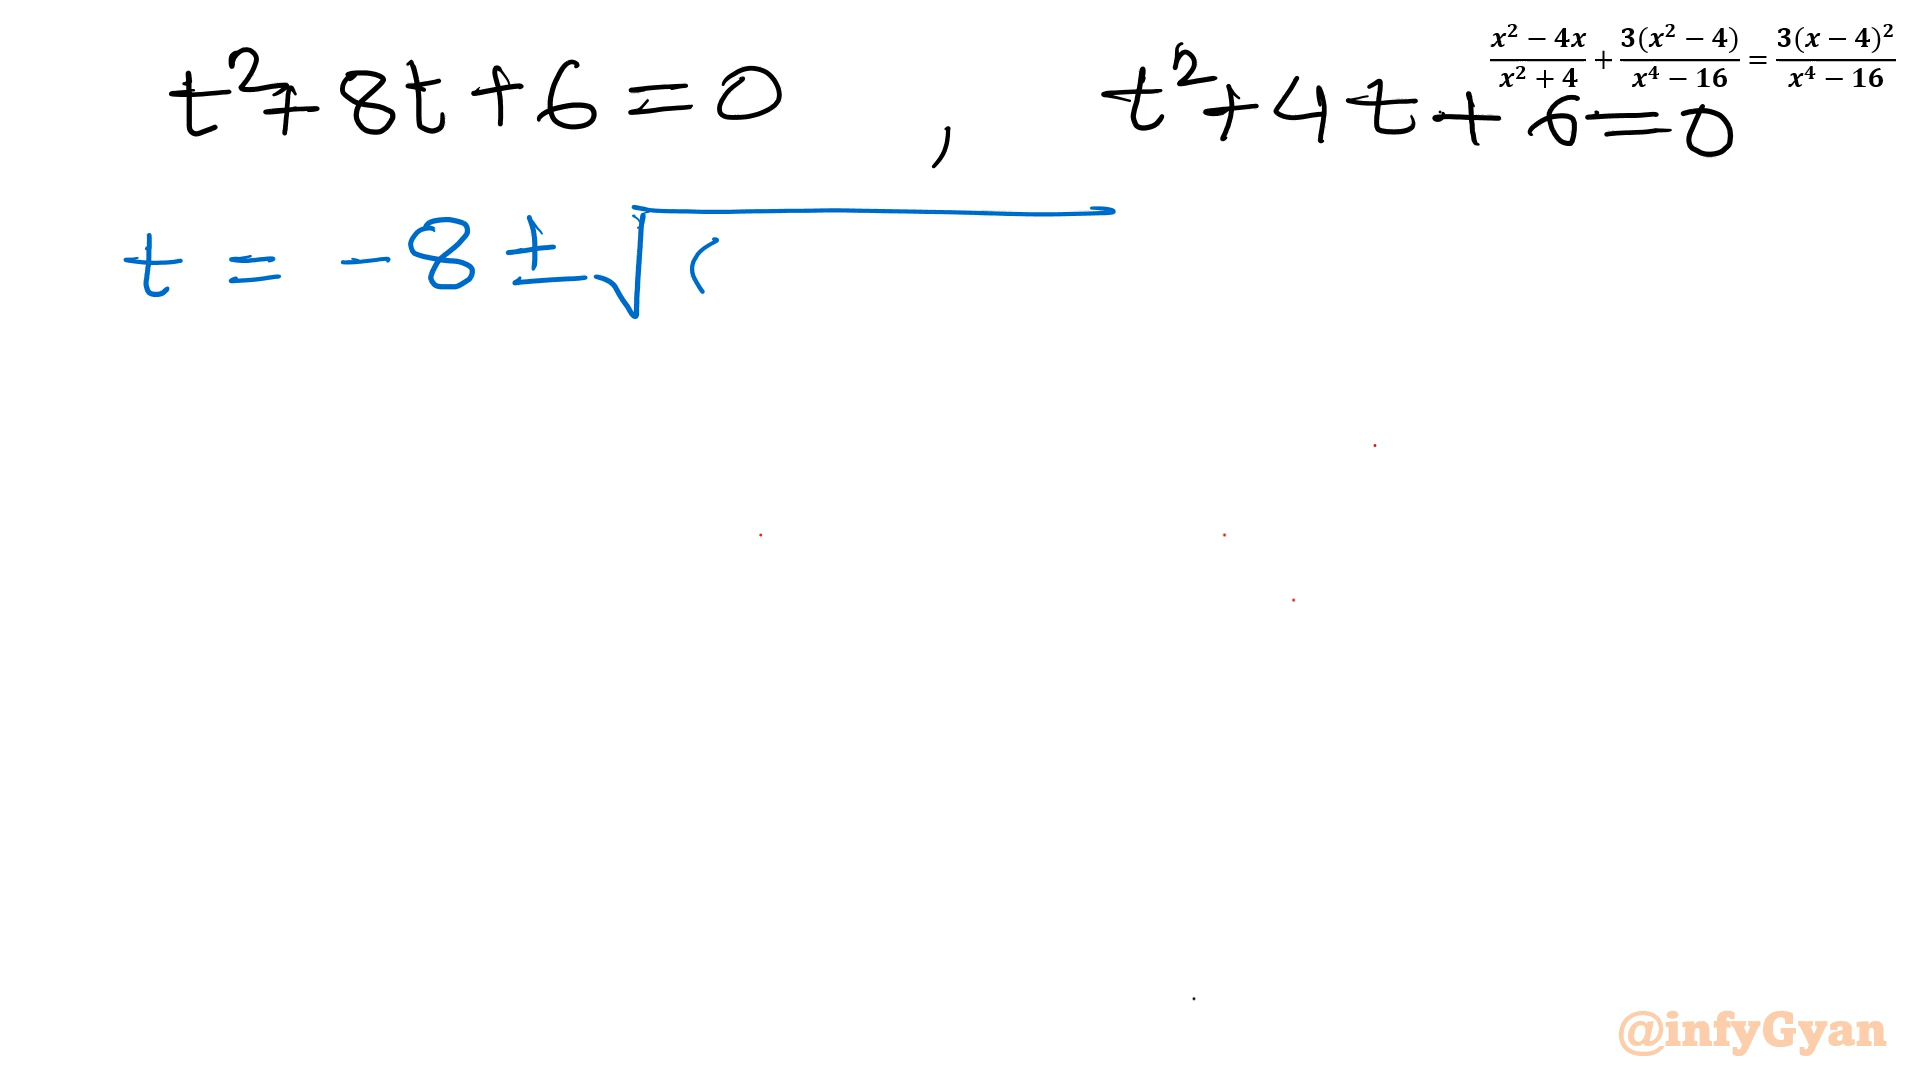 t² + 8t + 6 = 0 , t² + 4t + 6 = 0
(x² − 4x)/(x² + 4) + 3(x² − 4)/(x⁴ − 16) = 3(x − 4)²/(x⁴ − 16)
t = −8 ± √(
@infyGyan